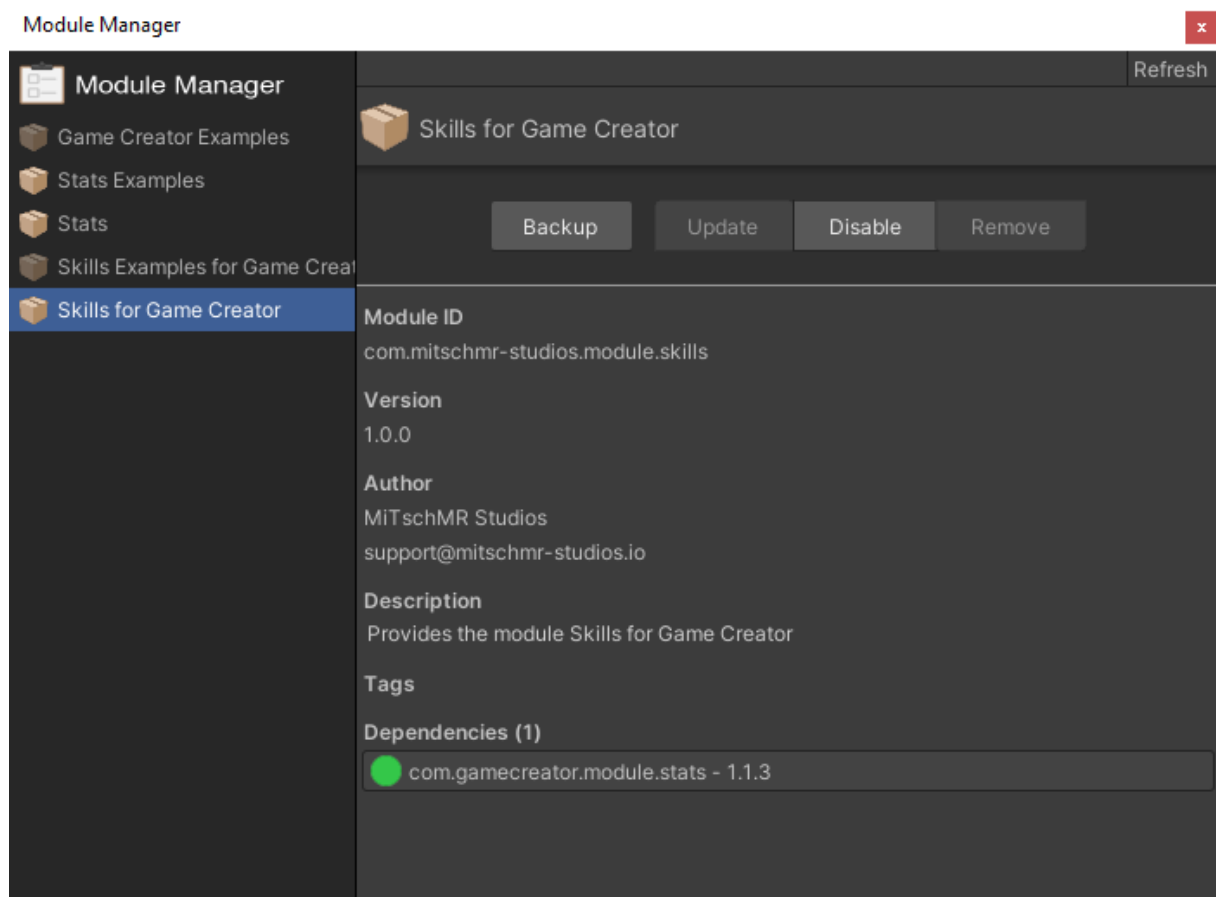 Module Manager
x
Module Manager
Game Creator Examples
Stats Examples
Stats
Skills Examples for Game Creat
Skills for Game Creator
Refresh
Skills for Game Creator
Backup Update Disable Remove
Module ID
com.mitschmr-studios.module.skills
Version
1.0.0
Author
MiTschMR Studios
support@mitschmr-studios.io
Description
Provides the module Skills for Game Creator
Tags
Dependencies (1)
com.gamecreator.module.stats - 1.1.3